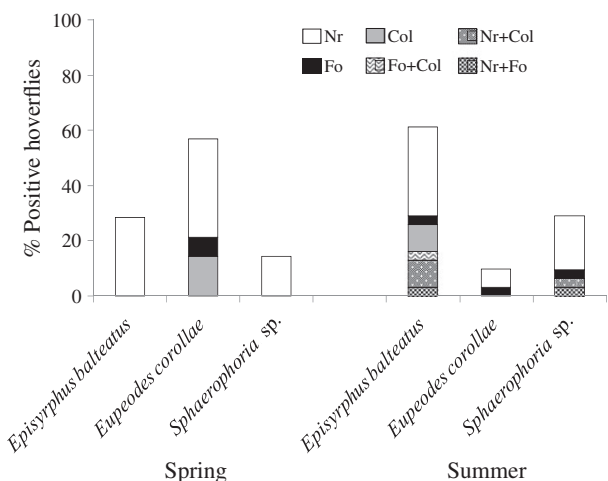 % Positive hoverflies
100
80
60
40
20
0
Nr Col Nr+Col
Fo Fo+Col Nr+Fo
Episyrphus balteatus
Eupeodes corollae
Sphaerophoria sp.
Episyrphus balteatus
Eupeodes corollae
Sphaerophoria sp.
Spring Summer